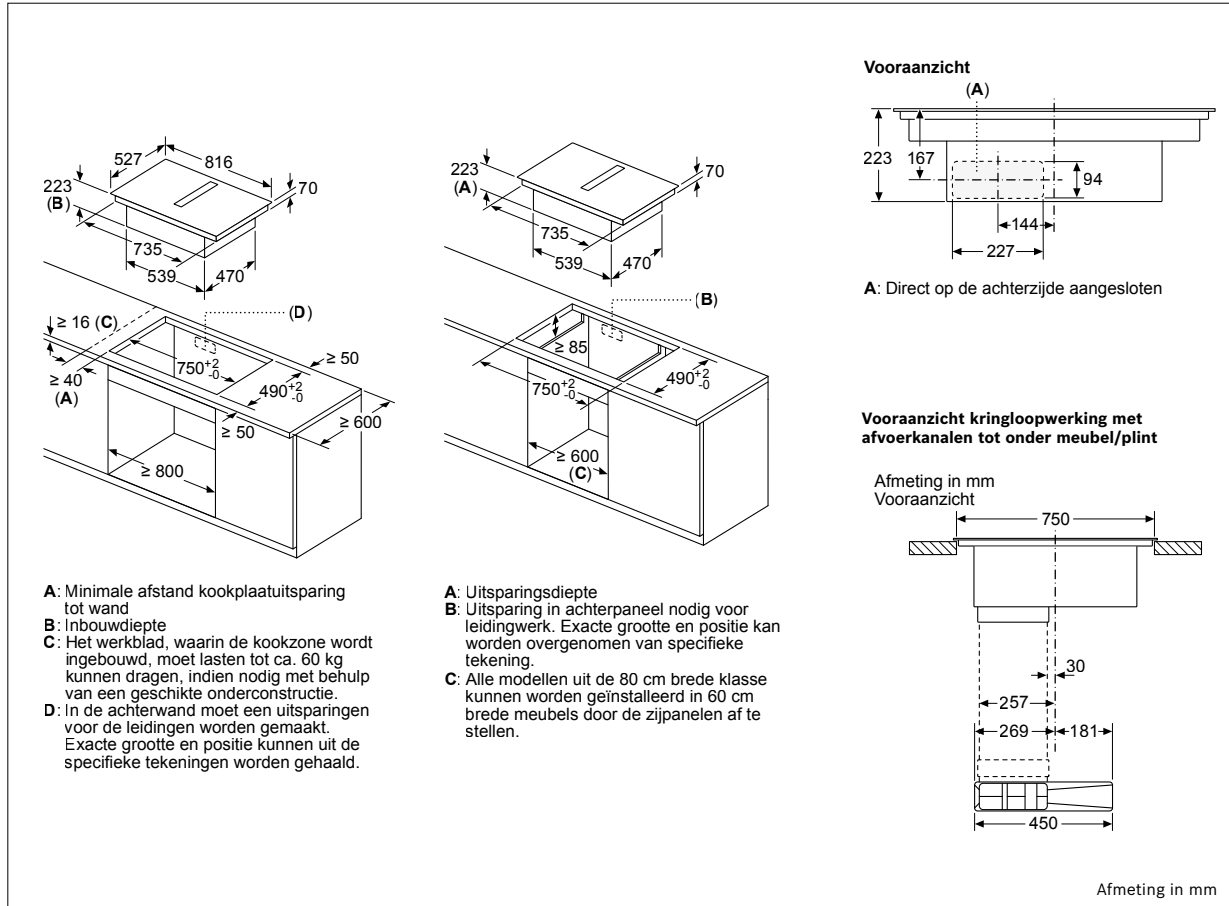 527
816
223
(B)
70
735
539
470
≥ 16 (C)
(D)
≥ 40
(A)
750+2-0
490+2-0
≥ 50
≥ 50
≥ 600
≥ 800
A: Minimale afstand kookplaatuitsparing
tot wand
B: Inbouwdiepte
C: Het werkblad, waarin de kookzone wordt
ingebouwd, moet lasten tot ca. 60 kg
kunnen dragen, indien nodig met behulp
van een geschikte onderconstructie.
D: In de achterwand moet een uitsparingen
voor de leidingen worden gemaakt.
Exacte grootte en positie kunnen uit de
specifieke tekeningen worden gehaald.
223
(A)
70
735
539
470
(B)
≥ 85
750+2-0
490+2-0
≥ 600
(C)
A: Uitsparingsdiepte
B: Uitsparing in achterpaneel nodig voor
leidingwerk. Exacte grootte en positie kan
worden overgenomen van specifieke
tekening.
C: Alle modellen uit de 80 cm brede klasse
kunnen worden geïnstalleerd in 60 cm
brede meubels door de zijpanelen af te
stellen.
Vooraanzicht
(A)
223
167
94
144
227
A: Direct op de achterzijde aangesloten
Vooraanzicht kringloopwerking met
afvoerkanalen tot onder meubel/plint
Afmeting in mm
Vooraanzicht
750
30
257
269
181
450
Afmeting in mm